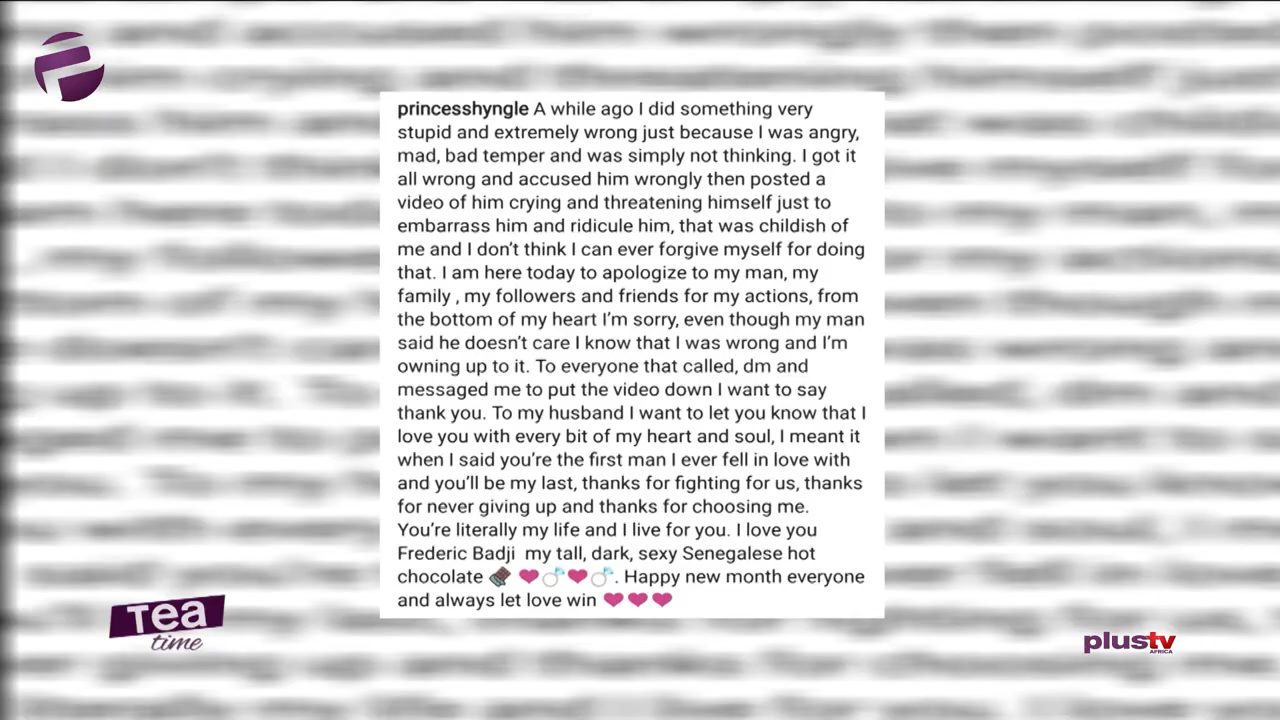 princesshyngle A while ago I did something very
stupid and extremely wrong just because I was angry,
mad, bad temper and was simply not thinking. I got it
all wrong and accused him wrongly then posted a
video of him crying and threatening himself just to
embarrass him and ridicule him, that was childish of
me and I don't think I can ever forgive myself for doing
that. I am here today to apologize to my man, my
family , my followers and friends for my actions, from
the bottom of my heart I'm sorry, even though my man
said he doesn't care I know that I was wrong and I'm
owning up to it. To everyone that called, dm and
messaged me to put the video down I want to say
thank you. To my husband I want to let you know that I
love you with every bit of my heart and soul, I meant it
when I said you're the first man I ever fell in love with
and you'll be my last, thanks for fighting for us, thanks
for never giving up and thanks for choosing me.
You're literally my life and I live for you. I love you
Frederic Badji my tall, dark, sexy Senegalese hot
chocolate 🍫 ❤️💍❤️💍. Happy new month everyone
and always let love win ❤️❤️❤️
Tea
time
plustv
AFRICA